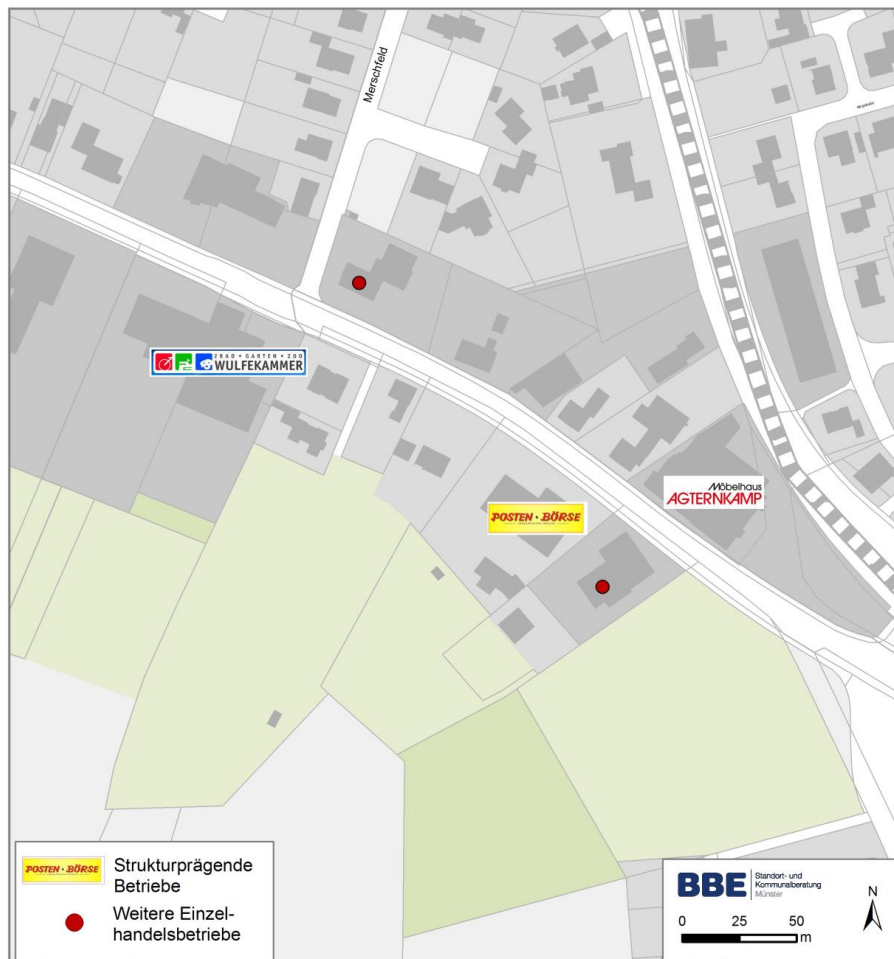 Merschfeld
2RAD • GARTEN • ZOO
WULFEKAMMER
POSTEN • BÖRSE
Möbelhaus
AGTERNKAMP
POSTEN • BÖRSE
Strukturprägende
Betriebe
Weitere Einzel-
handelsbetriebe
BBE
Standort- und
Kommunalberatung
Münster
N
0 25 50
m